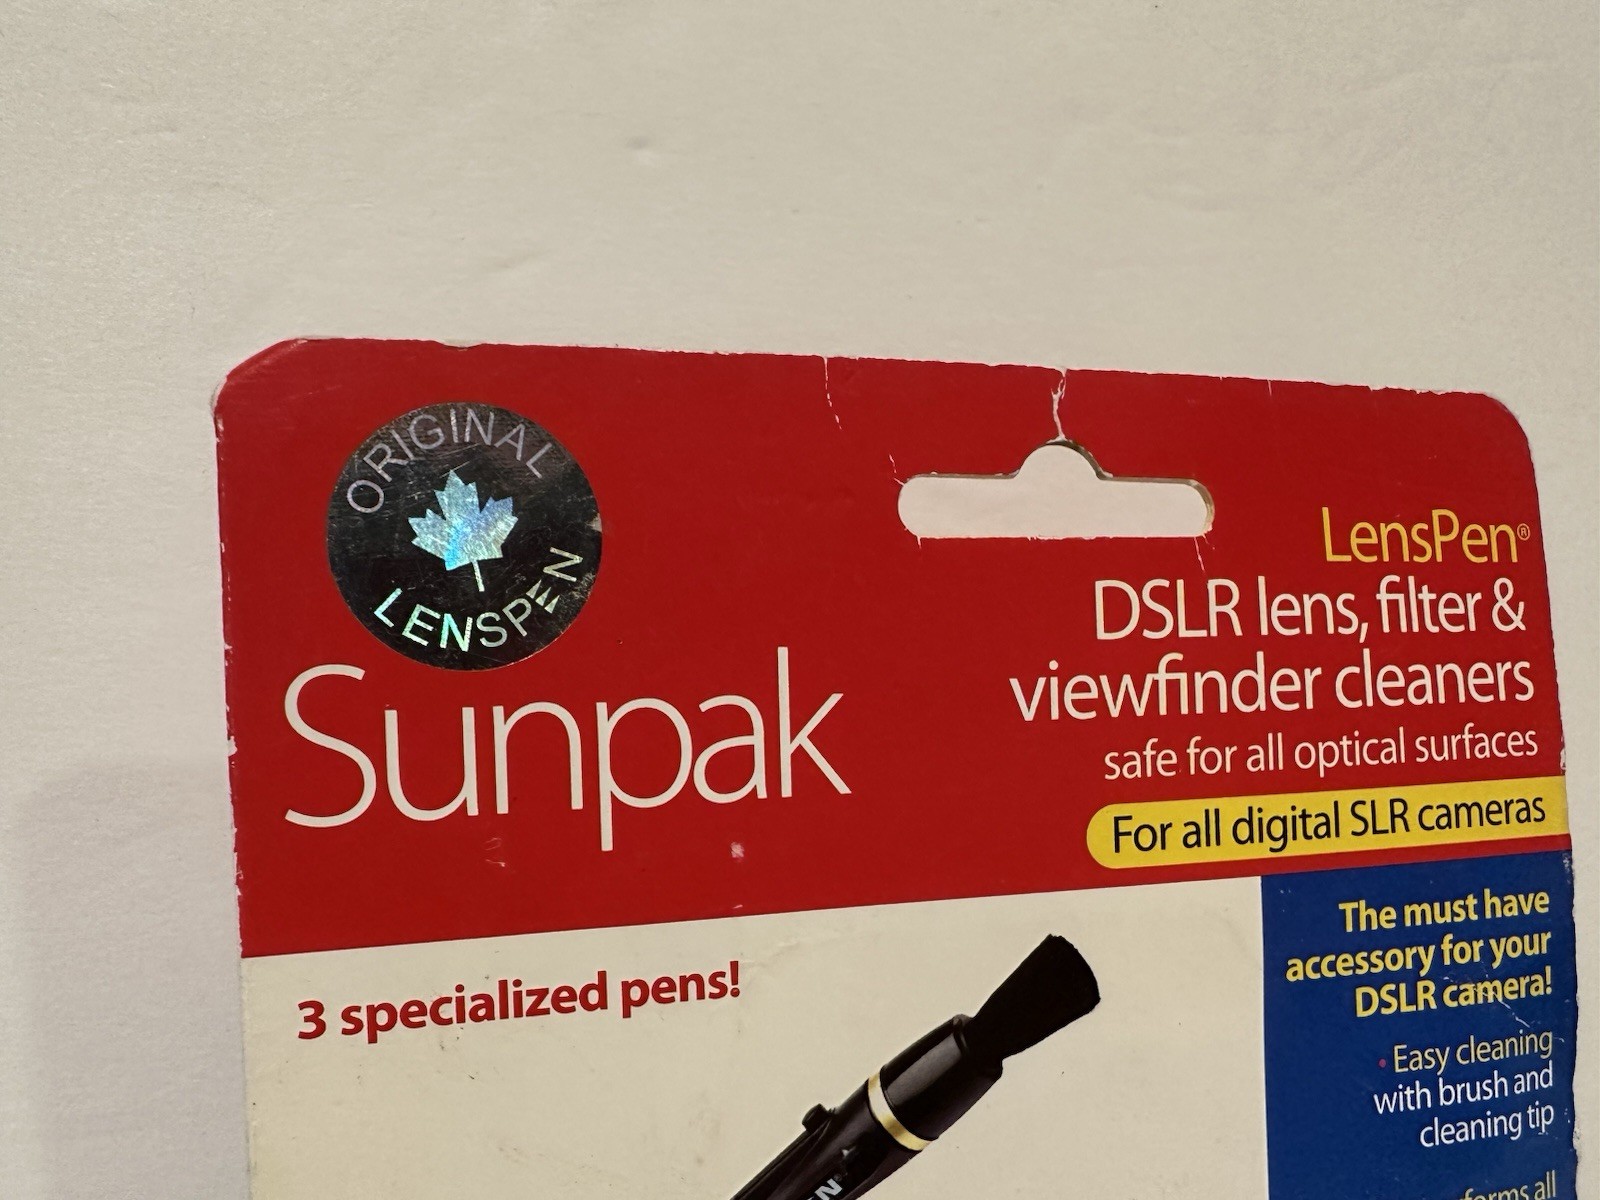 ORIGINAL
LENSPEN
Sunpak
LensPen®
DSLR lens, filter &
viewfinder cleaners
safe for all optical surfaces
For all digital SLR cameras
3 specialized pens!
The must have
accessory for your
DSLR camera!
• Easy cleaning
with brush and
cleaning tip
all